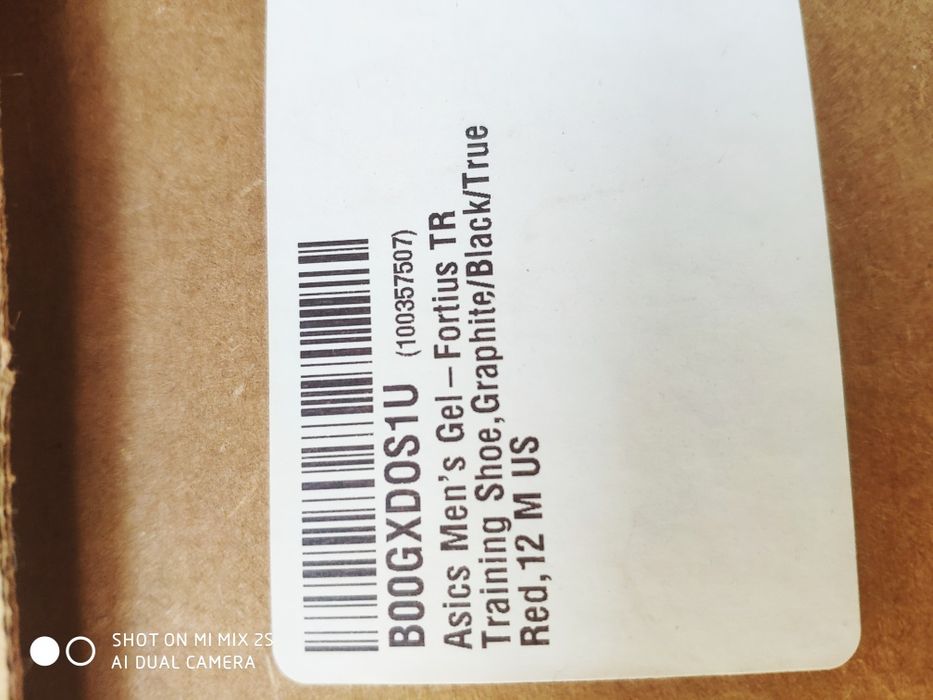 B00GXDOS1U (100357507)
Asics Men's Gel – Fortius TR
Training Shoe,Graphite/Black/True
Red,12 M US
SHOT ON MI MIX 2S
AI DUAL CAMERA